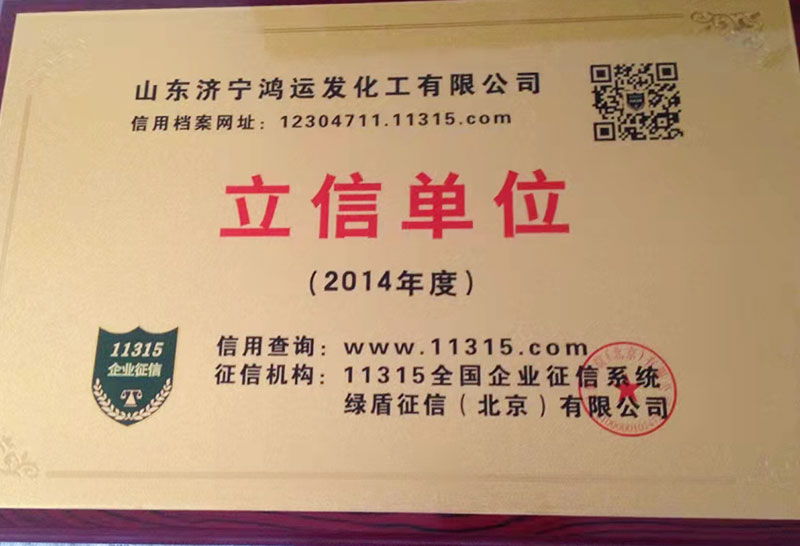 山东济宁鸿运发化工有限公司
信用档案网址：12304711.11315.com
立信单位
（2014年度）
11315
企业征信
信用查询：www.11315.com
征信机构：11315全国企业征信系统
绿盾征信（北京）有限公司